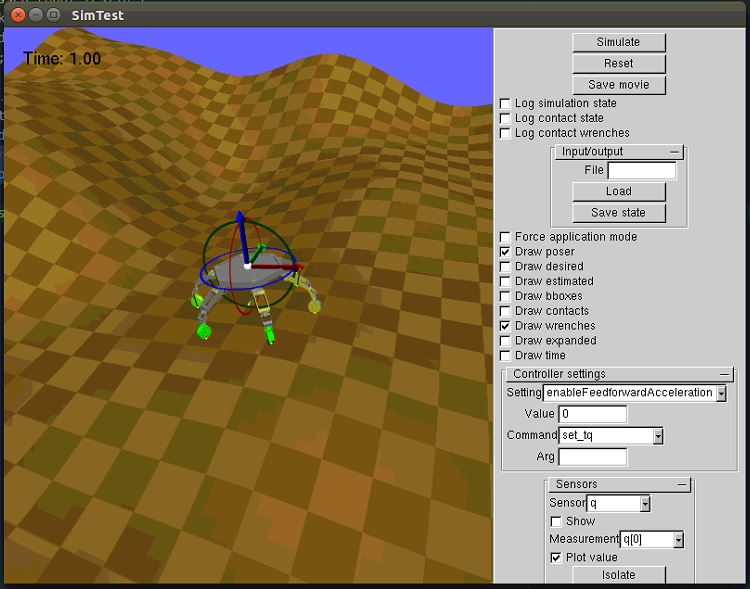 SimTest
Time: 1.00
Simulate
Reset
Save movie
Log simulation state
Log contact state
Log contact wrenches
Input/output
File
Load
Save state
Force application mode
Draw poser
Draw desired
Draw estimated
Draw bboxes
Draw contacts
Draw wrenches
Draw expanded
Draw time
Controller settings
Setting enableFeedforwardAcceleration
Value 0
Command set_tq
Arg
Sensors
Sensor q
Show
Measurement q[0]
Plot value
Isolate